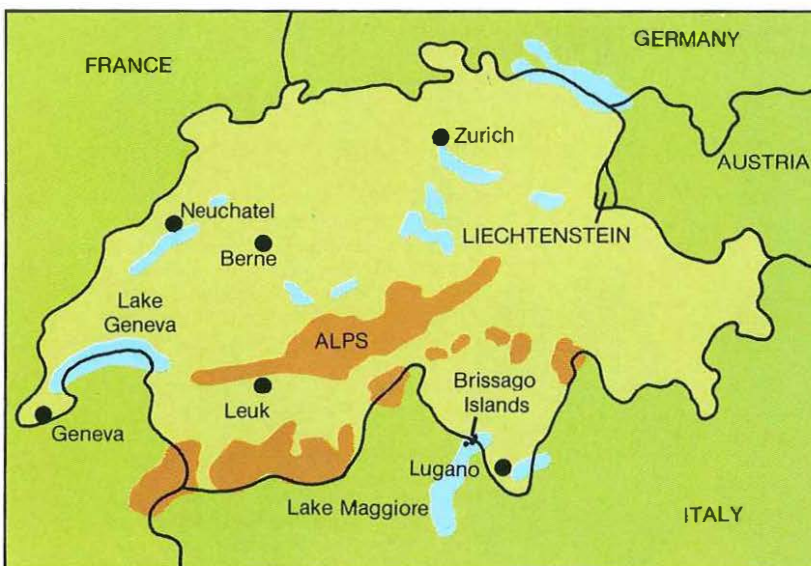 GERMANY
FRANCE
Zurich
AUSTRIA
Neuchatel
LIECHTENSTEIN
Berne
Lake
Geneva
ALPS
Brissago
Islands
Leuk
Geneva
Lugano
Lake Maggiore
ITALY